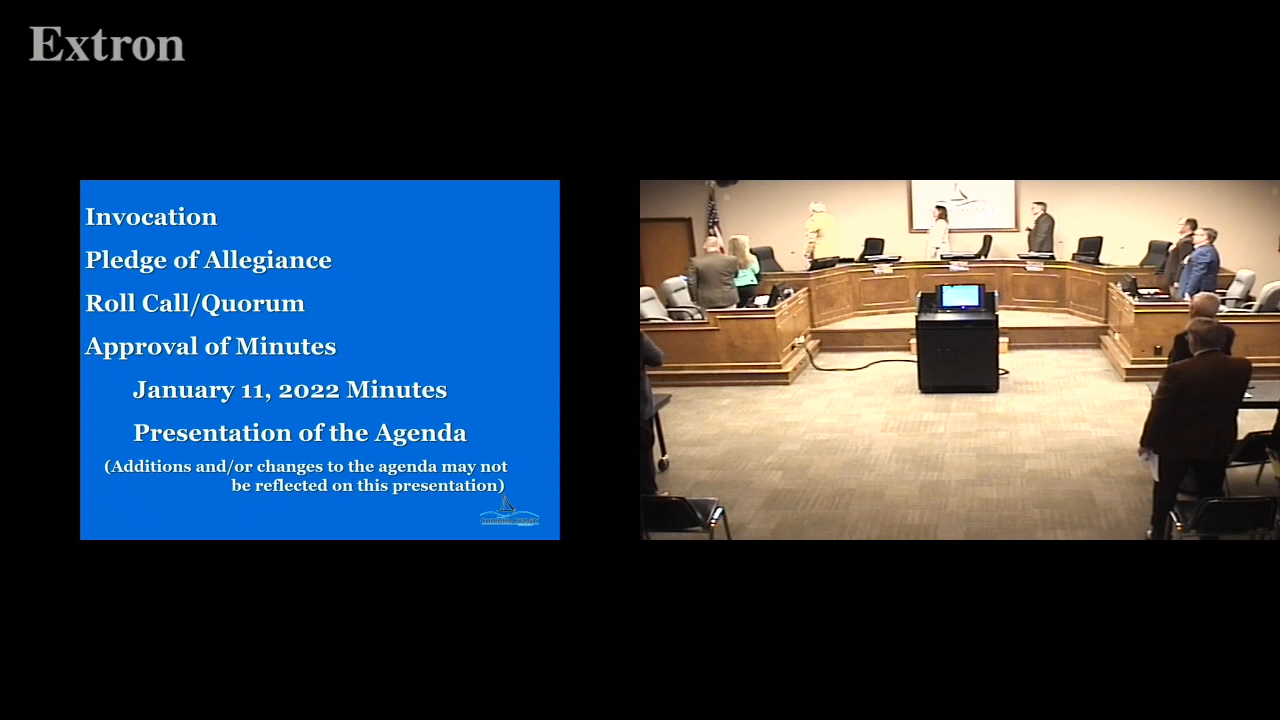 Extron
Invocation
Pledge of Allegiance
Roll Call/Quorum
Approval of Minutes
January 11, 2022 Minutes
Presentation of the Agenda
(Additions and/or changes to the agenda may not
be reflected on this presentation)